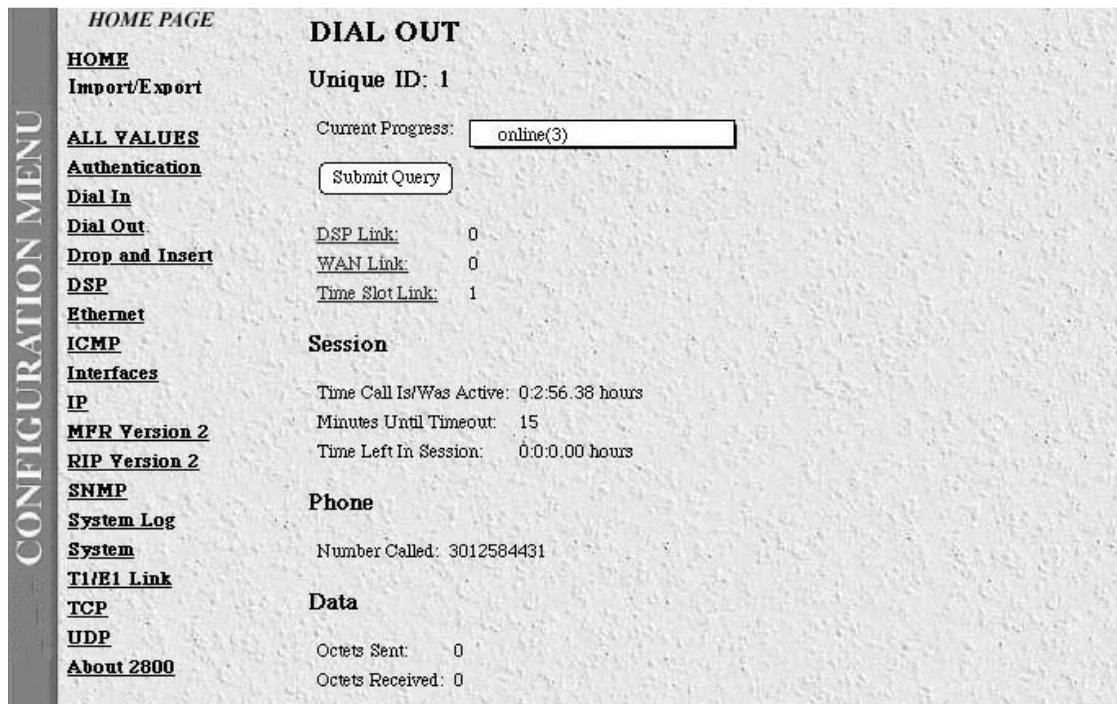 CONFIGURATION MENU
HOME PAGE
HOME
Import/Export
ALL VALUES
Authentication
Dial In
Dial Out
Drop and Insert
DSP
Ethernet
ICMP
Interfaces
IP
MFR Version 2
RIP Version 2
SNMP
System Log
System
T1/E1 Link
TCP
UDP
About 2800
DIAL OUT
Unique ID: 1
Current Progress: online(3)
Submit Query
DSP Link: 0
WAN Link: 0
Time Slot Link: 1
Session
Time Call Is/Was Active: 0:2:56.38 hours
Minutes Until Timeout: 15
Time Left In Session: 0:0:0.00 hours
Phone
Number Called: 3012584431
Data
Octets Sent: 0
Octets Received: 0